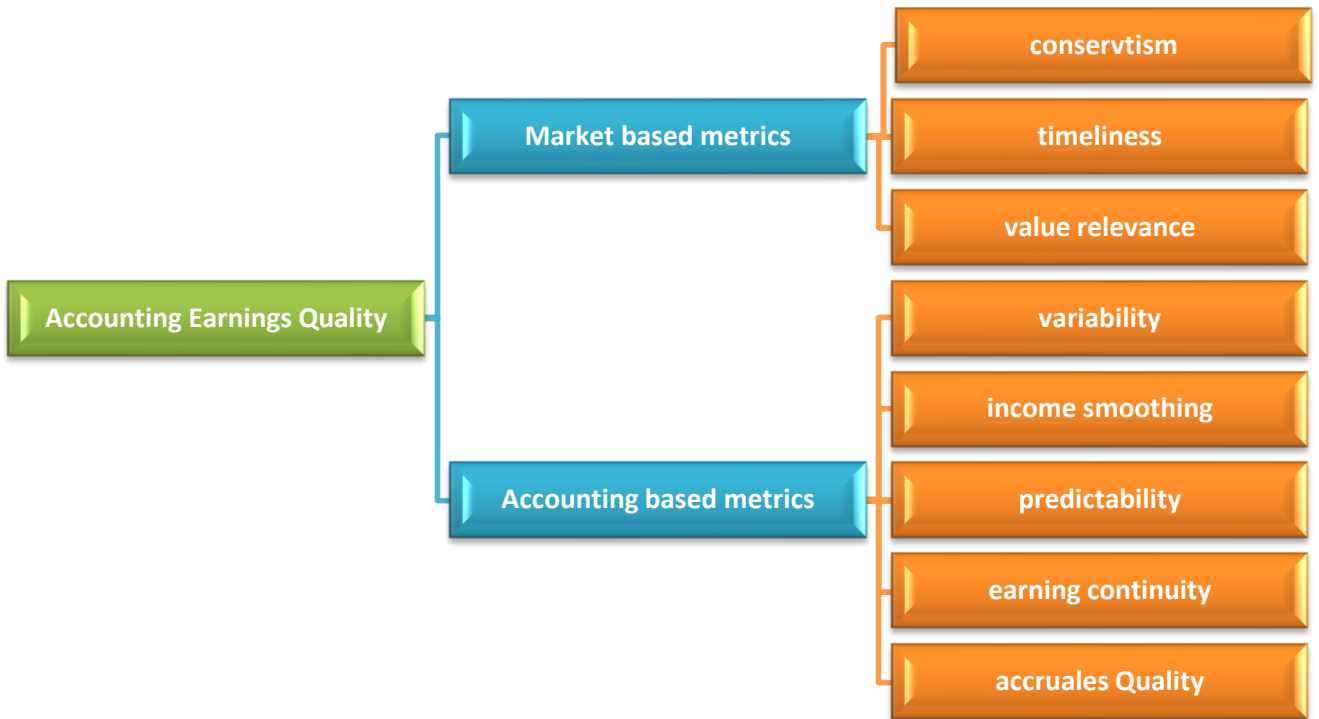 Accounting Earnings Quality
Market based metrics
conservtism
timeliness
value relevance
Accounting based metrics
variability
income smoothing
predictability
earning continuity
accruales Quality